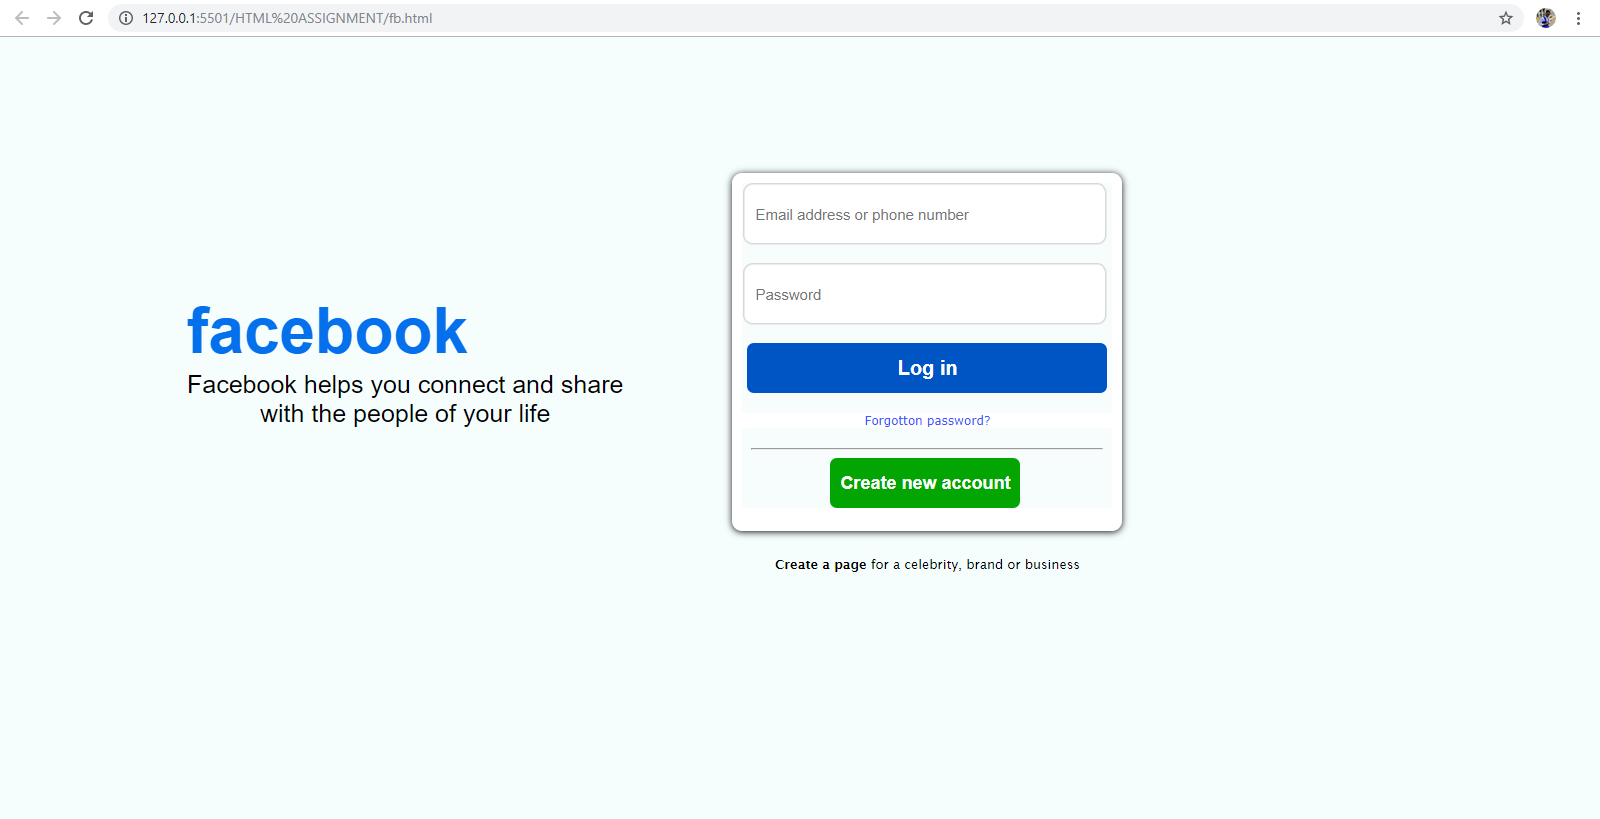 127.0.0.1:5501/HTML%20ASSIGNMENT/fb.html
facebook
Facebook helps you connect and share
with the people of your life
Email address or phone number
Password
Log in
Forgotton password?
Create new account
Create a page for a celebrity, brand or business